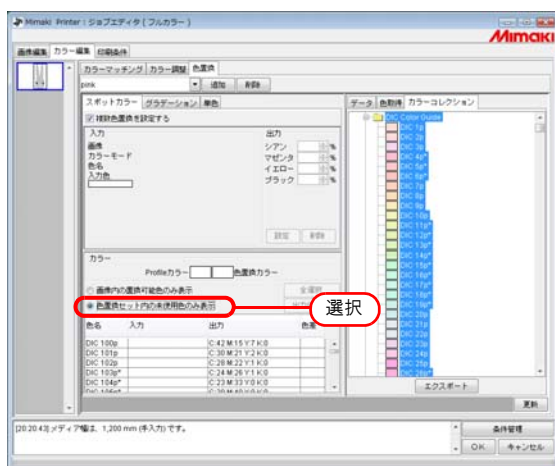 Mimaki Printer : ジョブエディタ ( フルカラー )
Mimaki
画像編集 カラー編集 印刷条件
カラーマッチング カラー調整 色置換
pink 追加 削除
スポットカラー グラデーション 単色
データ 色取得 カラーコレクション
複数色置換を設定する
入力 出力
画像 シアン %
カラーモード マゼンタ %
色名 イエロー %
入力色 ブラック %
設定 削除
カラー
Profileカラー 色置換カラー
画像内の置換可能色のみ表示 全選択
色置換セット内の未使用色のみ表示
選択
色名 入力 出力 色差
DIC 100p C:42 M:15 Y:7 K:0
DIC 101p C:30 M:21 Y:2 K:0
DIC 102p C:28 M:22 Y:1 K:0
DIC 103p* C:24 M:26 Y:1 K:0
DIC 104p* C:23 M:33 Y:0 K:0
DIC Color Guide
DIC 1p
DIC 2p
DIC 3p
DIC 4p*
DIC 5p*
DIC 6p*
DIC 7p
DIC 8p
DIC 9p
DIC 10p
DIC 11p*
DIC 12p*
DIC 13p*
DIC 14p*
DIC 15p*
DIC 16p*
DIC 17p*
DIC 18p*
DIC 19p*
DIC 20p
DIC 21p
DIC 22p
DIC 23p
DIC 24p
DIC 25p
DIC 26p*
エクスポート
更新
[20:20:43] メディア幅は、1,200 mm (手入力) です。
条件管理
OK キャンセル